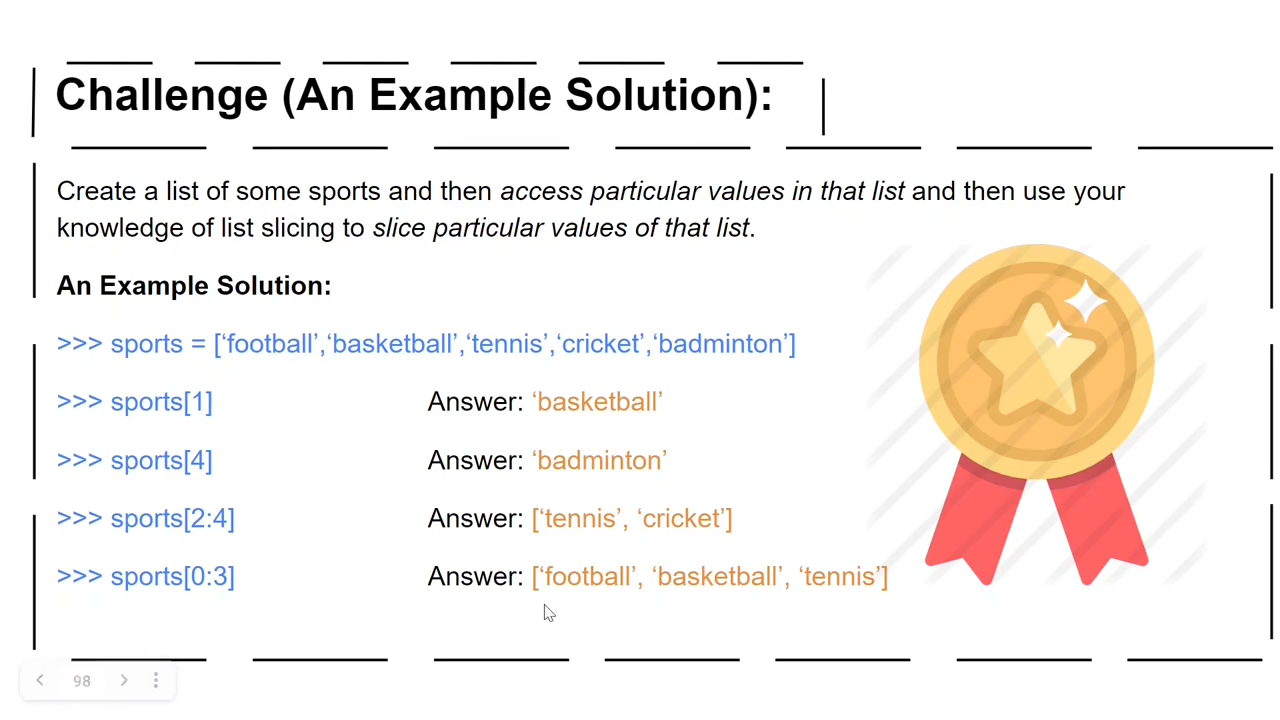 Challenge (An Example Solution):
Create a list of some sports and then access particular values in that list and then use your
knowledge of list slicing to slice particular values of that list.
An Example Solution:
>>> sports = [‘football’,‘basketball’,‘tennis’,‘cricket’,‘badminton’]
>>> sports[1] Answer: ‘basketball’
>>> sports[4] Answer: ‘badminton’
>>> sports[2:4] Answer: [‘tennis’, ‘cricket’]
>>> sports[0:3] Answer: [‘football’, ‘basketball’, ‘tennis’]
98